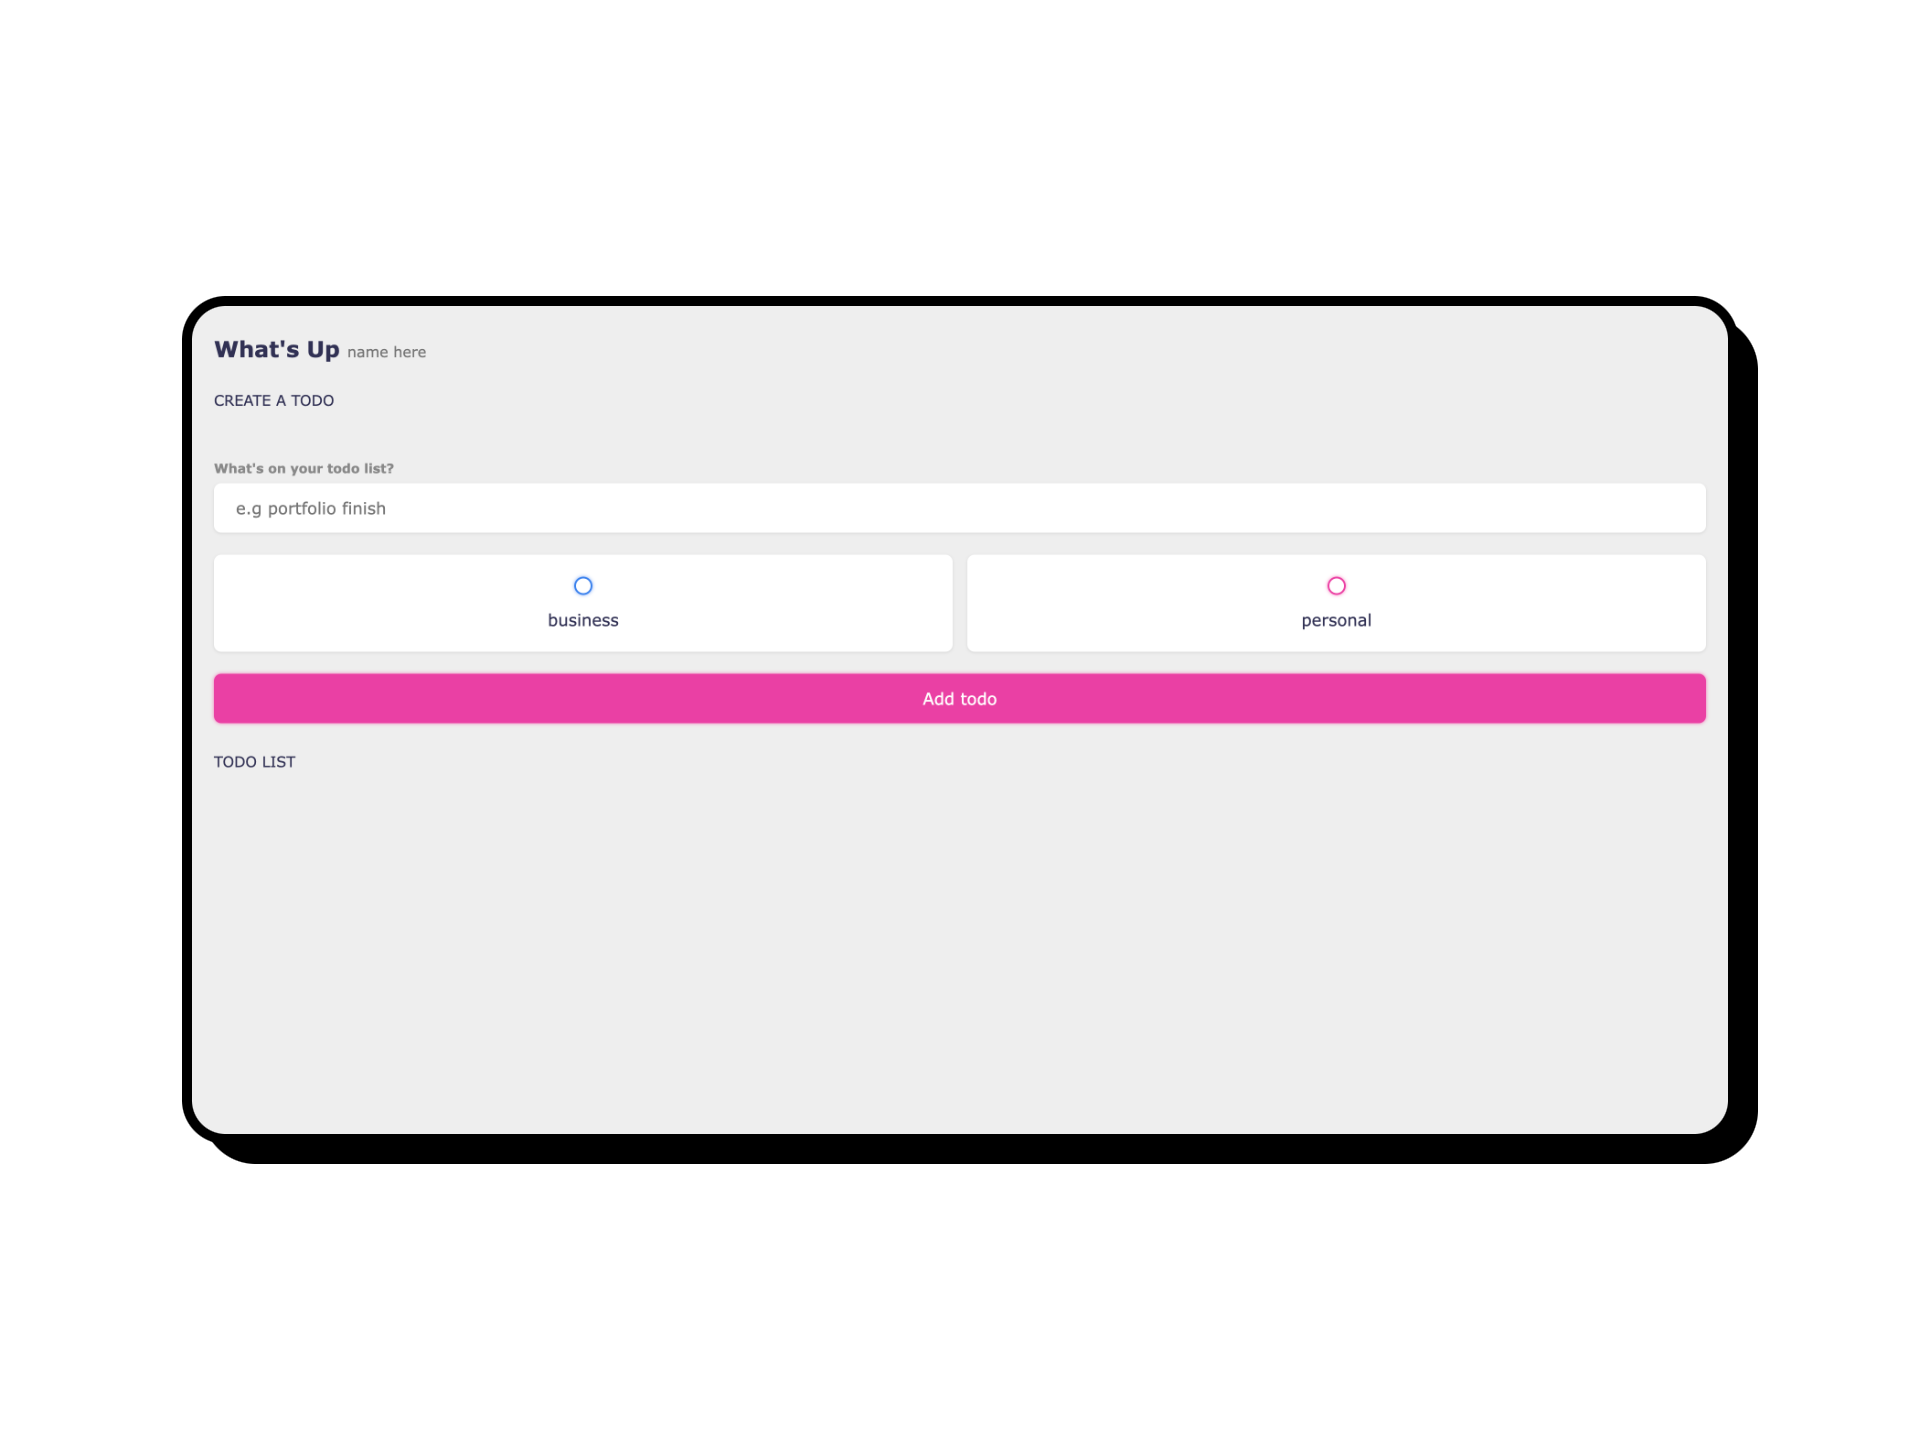 What's Up name here
CREATE A TODO
What's on your todo list?
e.g portfolio finish
business
personal
Add todo
TODO LIST